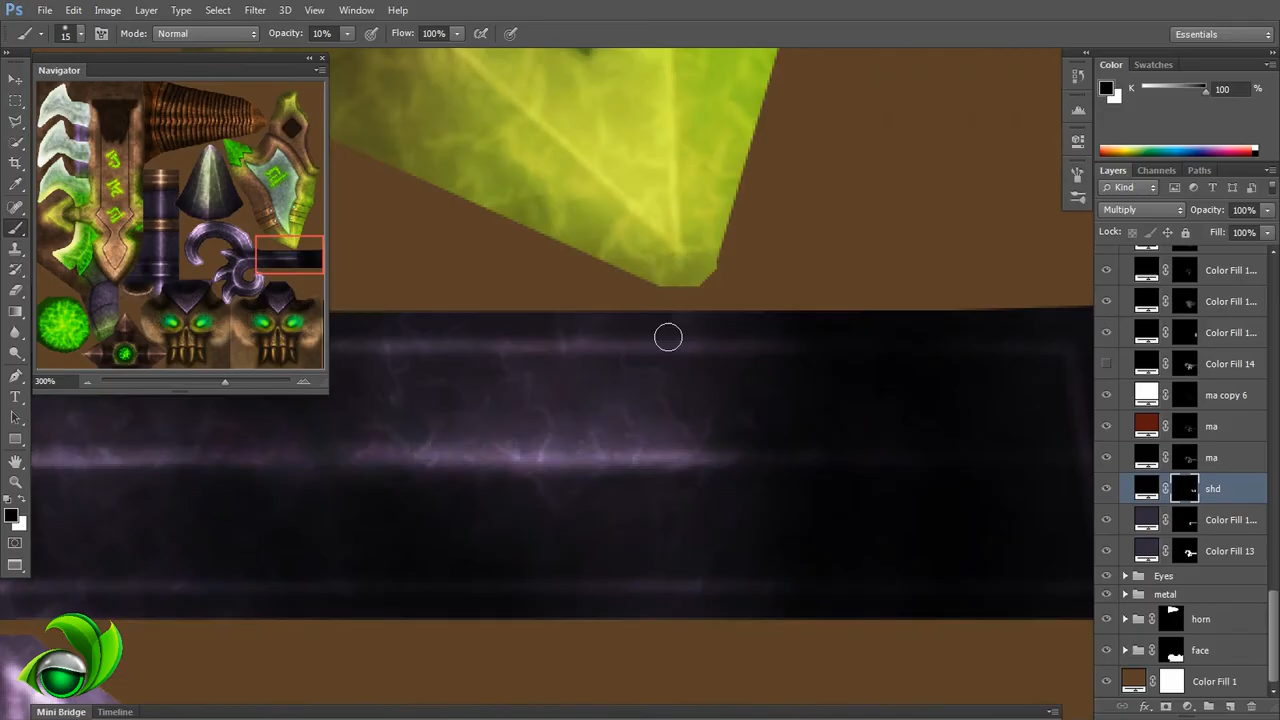 Ps File Edit Image Layer Type Select Filter 3D View Window Help
15 Mode: Normal Opacity: 10% Flow: 100% Essentials
Navigator
300%
Color Swatches
K 100 %
Layers Channels Paths
Kind
Multiply Opacity: 100%
Lock: Fill: 100%
Color Fill 1...
Color Fill 1...
Color Fill 1...
Color Fill 14
ma copy 6
ma
ma
shd
Color Fill 1...
Color Fill 13
Eyes
metal
horn
face
Color Fill 1
Mini Bridge Timeline